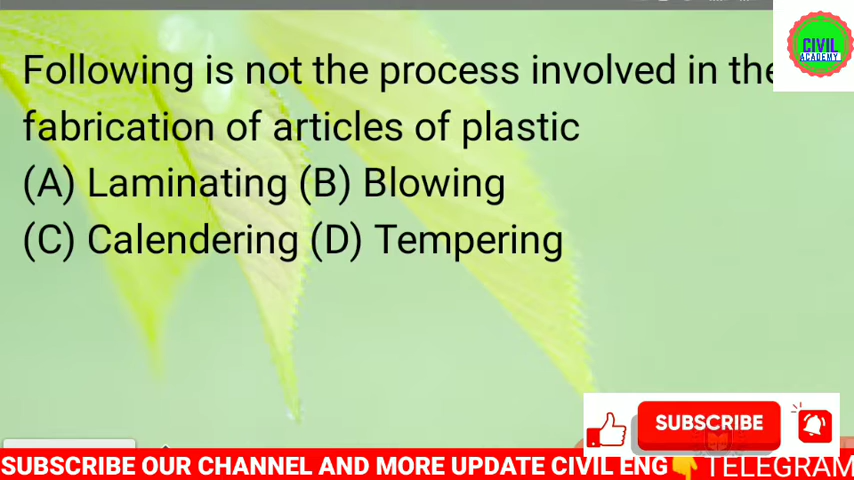 Following is not the process involved in the
fabrication of articles of plastic
(A) Laminating (B) Blowing
(C) Calendering (D) Tempering
CIVIL
ACADEMY
SUBSCRIBE
SUBSCRIBE OUR CHANNEL AND MORE UPDATE CIVIL ENG👇 TELEGRAM